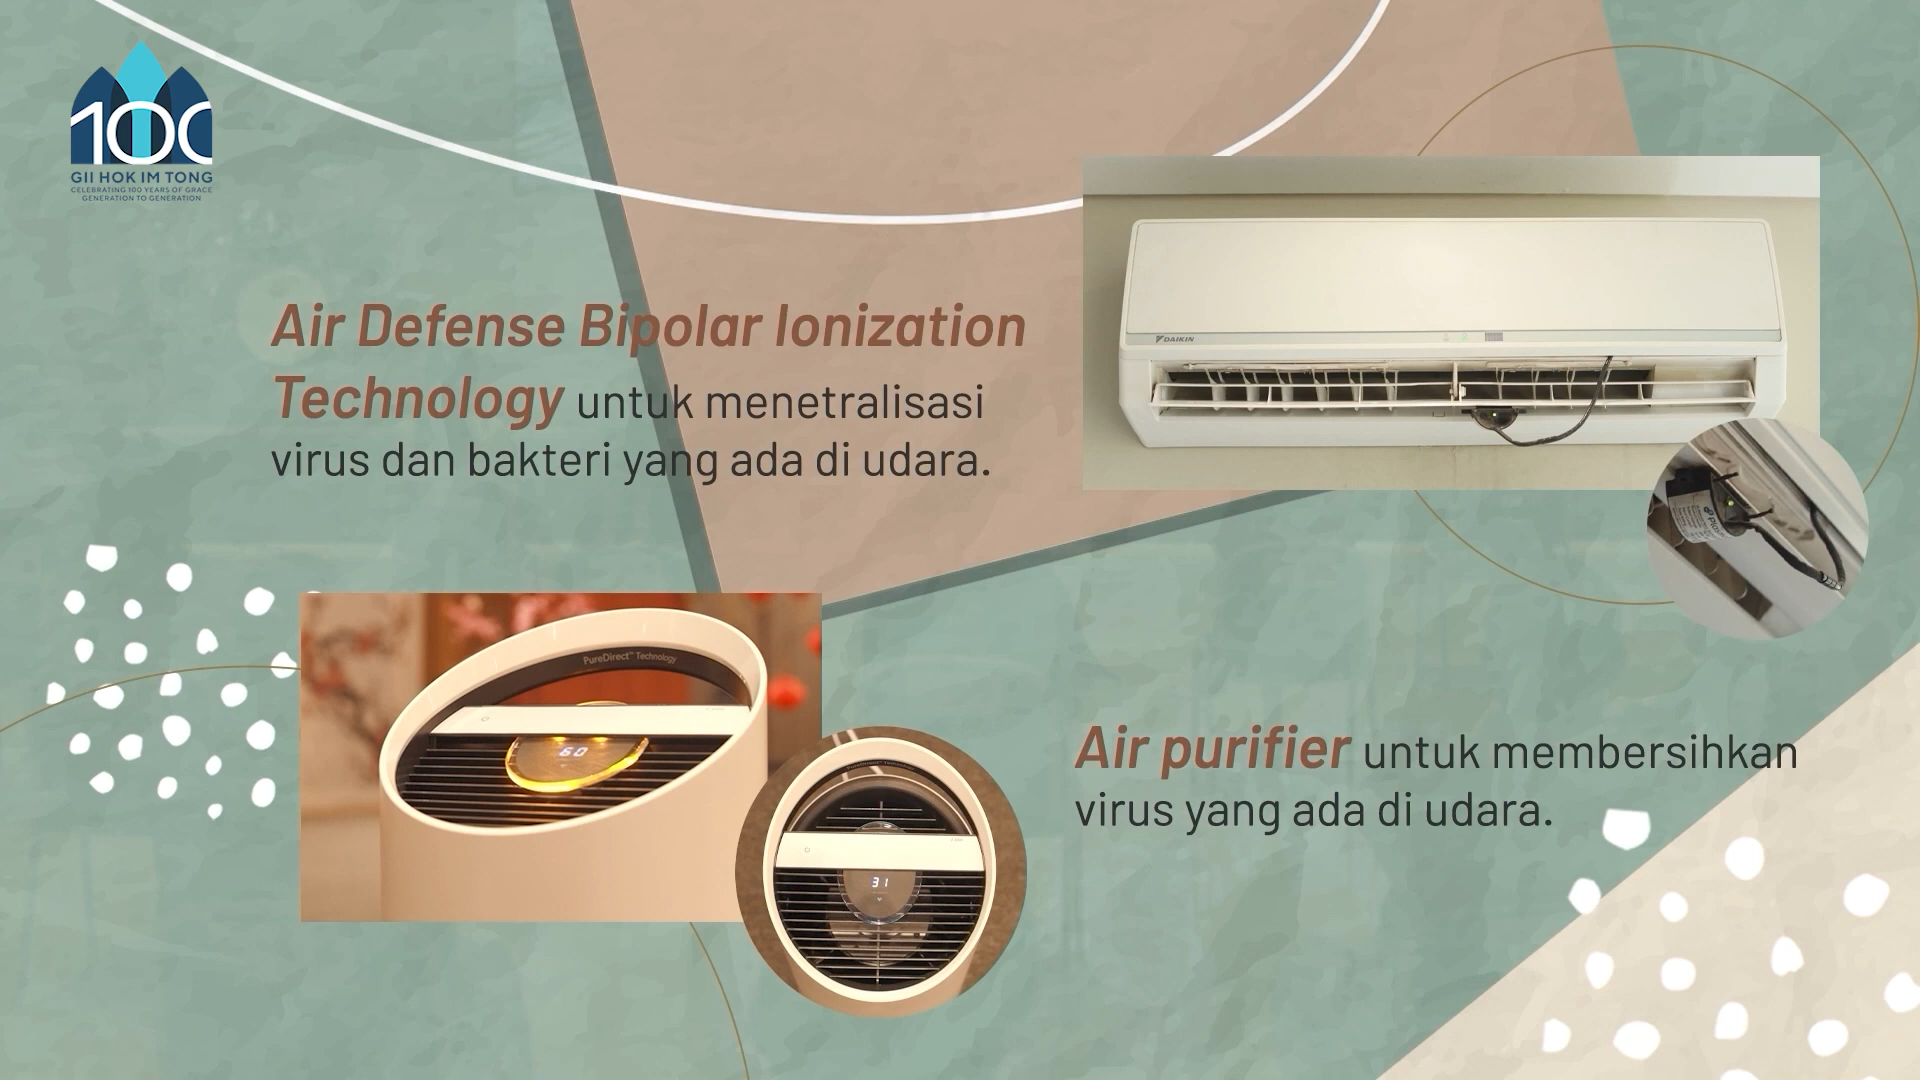 100
GII HOK IM TONG
CELEBRATING 100 YEARS OF GRACE
GENERATION TO GENERATION
Air Defense Bipolar Ionization
Technology untuk menetralisasi
virus dan bakteri yang ada di udara.
DAIKIN
PureDirect™ Technology
60
31
Air purifier untuk membersihkan
virus yang ada di udara.